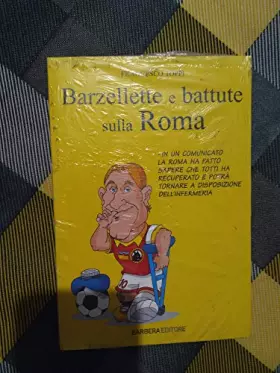 Barzellette e battute
sulla Roma
IN UN COMUNICATO
LA ROMA HA FATTO
SAPERE CHE TOTTI HA
RECUPERATO E POTRÀ
TORNARE A DISPOSIZIONE
DELL'INFERMERIA
BARBERA EDITORE